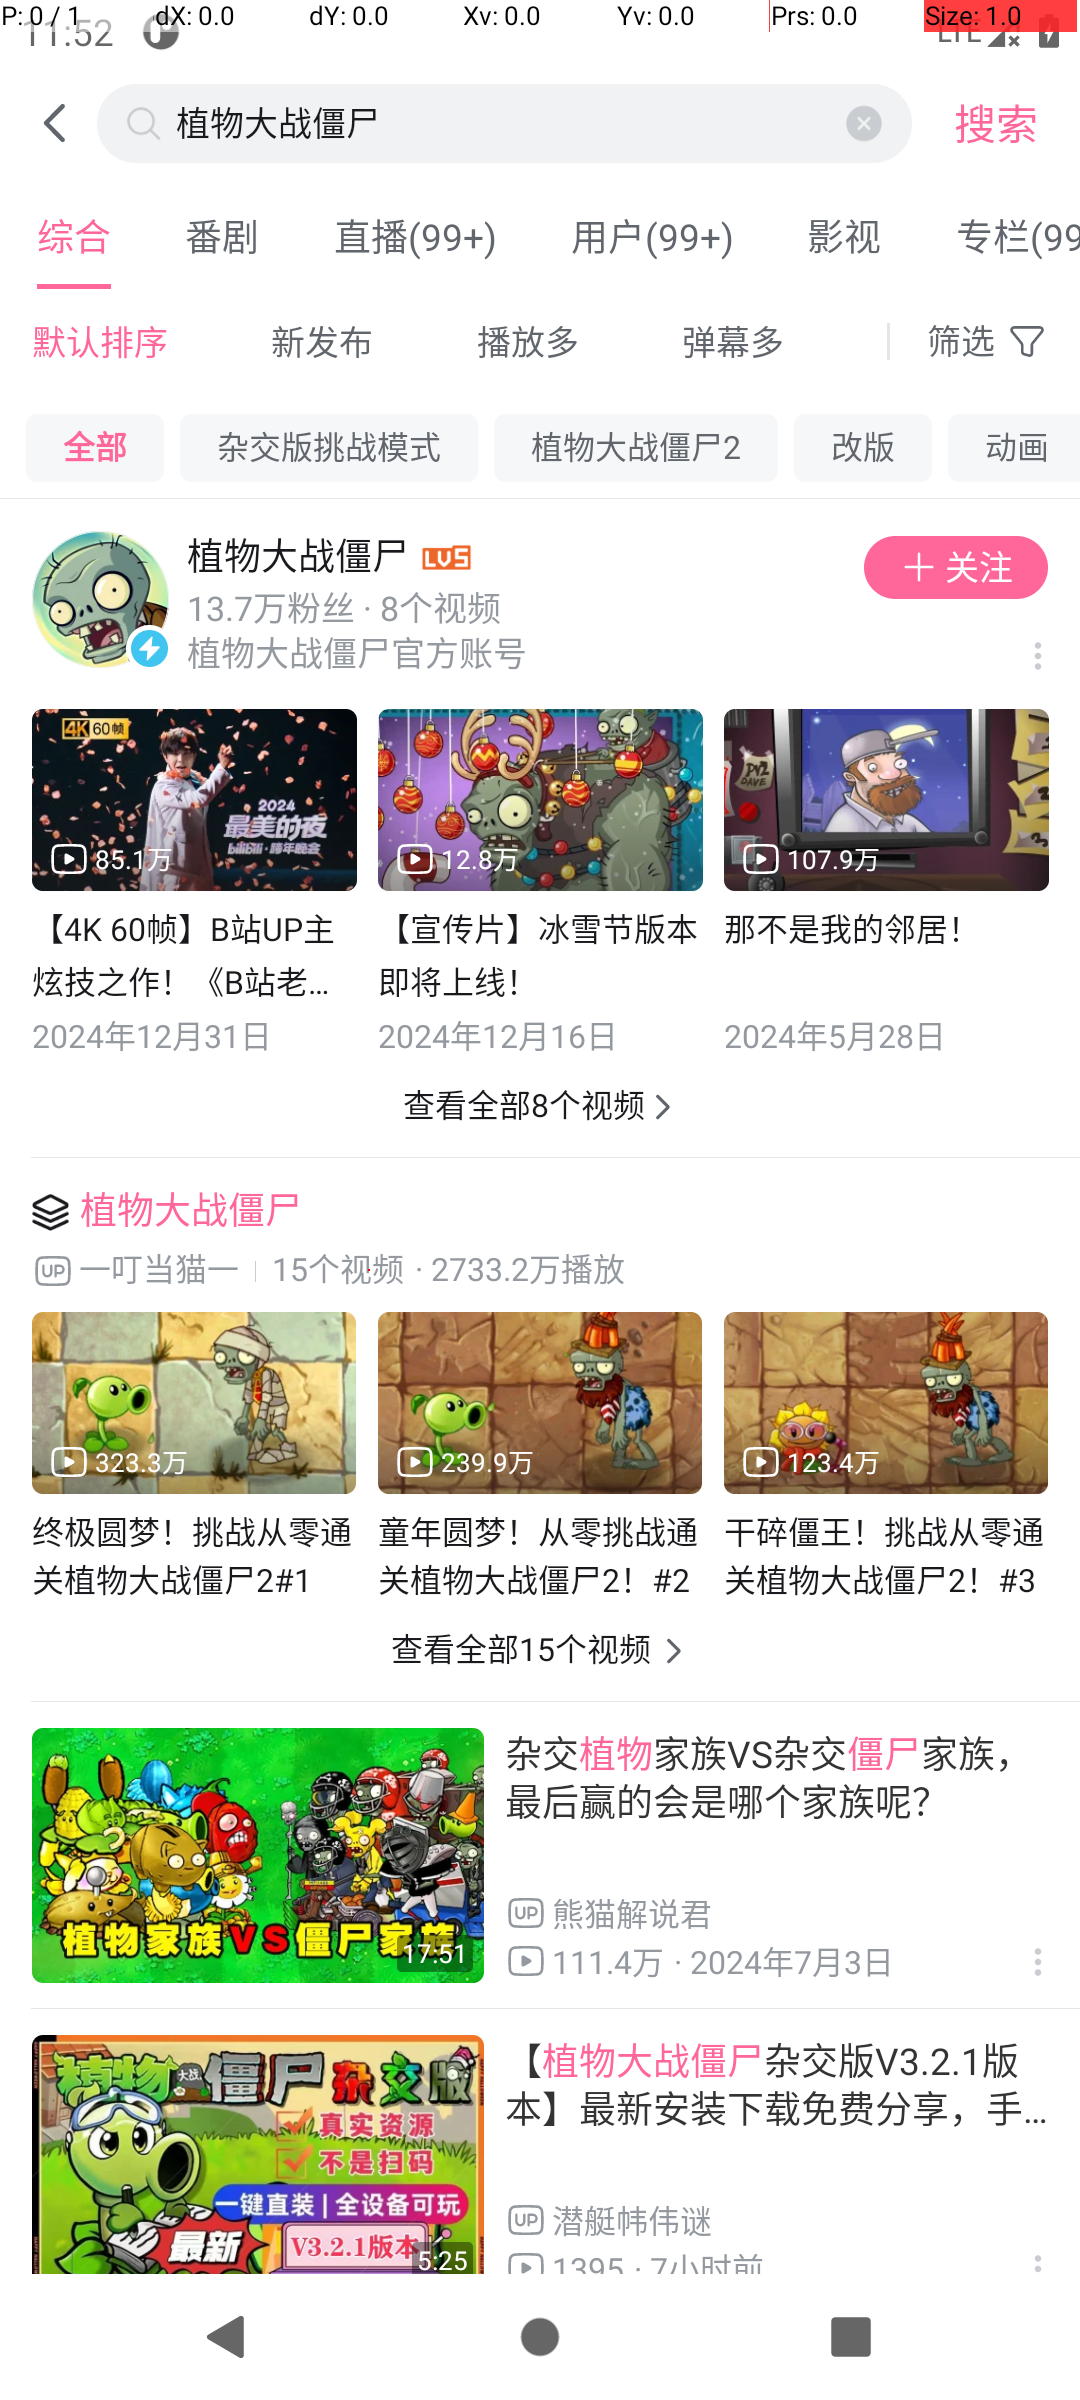 P: 0 / 1 dX: 0.0 dY: 0.0 Xv: 0.0 Yv: 0.0 Prs: 0.0 Size: 1.0
11:52 LTE
植物大战僵尸 搜索
综合 番剧 直播(99+) 用户(99+) 影视 专栏(99
默认排序 新发布 播放多 弹幕多 筛选
全部 杂交版挑战模式 植物大战僵尸2 改版 动画
植物大战僵尸 LV5
关注
13.7万粉丝 · 8个视频
植物大战僵尸官方账号
4K 60帧
2024
最美的夜
bilibili·跨年晚会
PVZ
DAVE
85.1万 12.8万 107.9万
【4K 60帧】B站UP主 【宣传片】冰雪节版本 那不是我的邻居!
炫技之作!《B站老... 即将上线!
2024年12月31日 2024年12月16日 2024年5月28日
查看全部8个视频
植物大战僵尸
UP 一叮当猫一 15个视频 · 2733.2万播放
323.3万 239.9万 123.4万
终极圆梦!挑战从零通 童年圆梦!从零挑战通 干碎僵王!挑战从零通
关植物大战僵尸2#1 关植物大战僵尸2!#2 关植物大战僵尸2!#3
查看全部15个视频
杂交植物家族VS杂交僵尸家族,
最后赢的会是哪个家族呢?
植物家族VS僵尸家族
17:51
UP 熊猫解说君
111.4万 · 2024年7月3日
【植物大战僵尸杂交版V3.2.1版
本】最新安装下载免费分享，手...
植物大战僵尸杂交版
真实资源
不是扫码
一键直装 | 全设备可玩
最新 V3.2.1版本
5:25
UP 潜艇帏伟谜
1395 · 7小时前